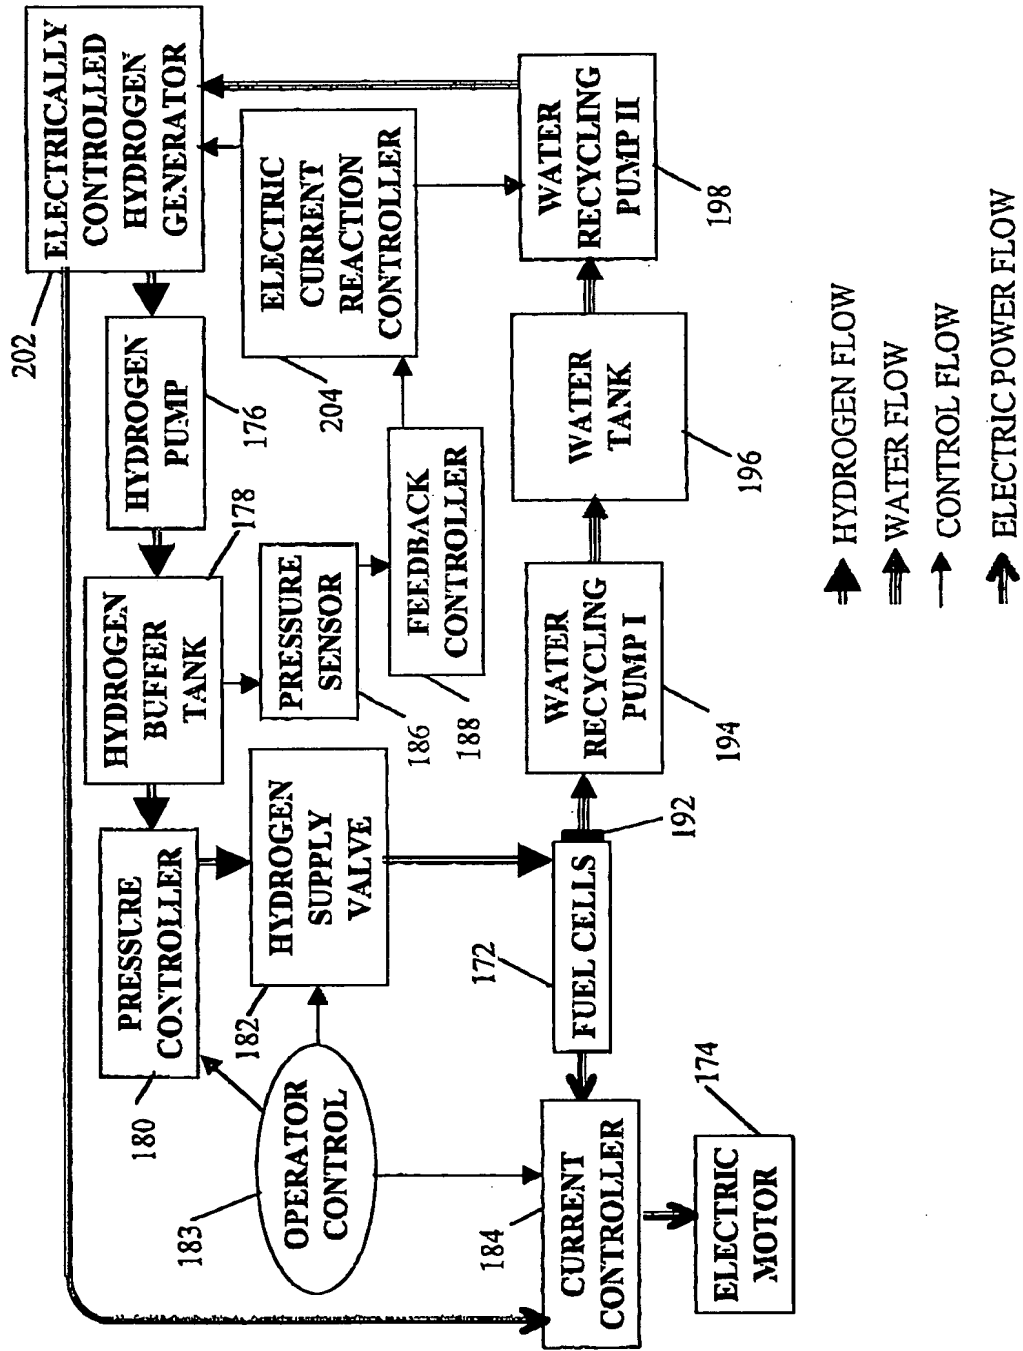 ELECTRICALLY
CONTROLLED
HYDROGEN
GENERATOR
202
HYDROGEN
PUMP
176
HYDROGEN
BUFFER
TANK
178
PRESSURE
CONTROLLER
180
ELECTRIC
CURRENT
REACTION
CONTROLLER
204
PRESSURE
SENSOR
186
FEEDBACK
CONTROLLER
188
HYDROGEN
SUPPLY
VALVE
182
OPERATOR
CONTROL
183
WATER
RECYCLING
PUMP II
198
WATER
TANK
196
WATER
RECYCLING
PUMP I
194
192
FUEL CELLS
172
CURRENT
CONTROLLER
184
ELECTRIC
MOTOR
174
HYDROGEN FLOW
WATER FLOW
CONTROL FLOW
ELECTRIC POWER FLOW